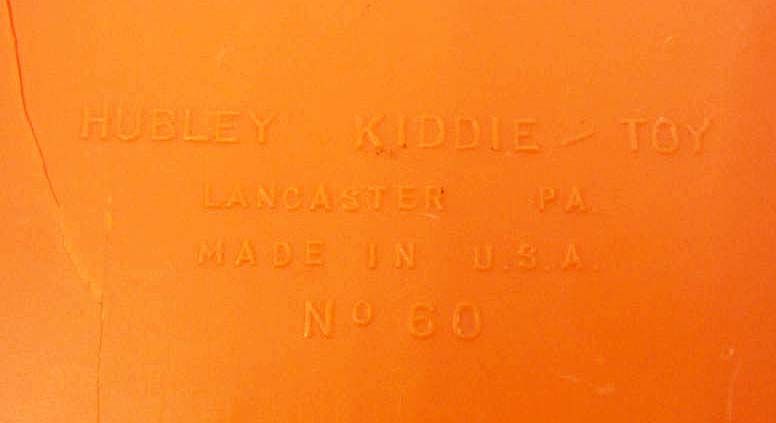 HUBLEY KIDDIE-TOY
LANCASTER PA.
MADE IN U.S.A.
No 60